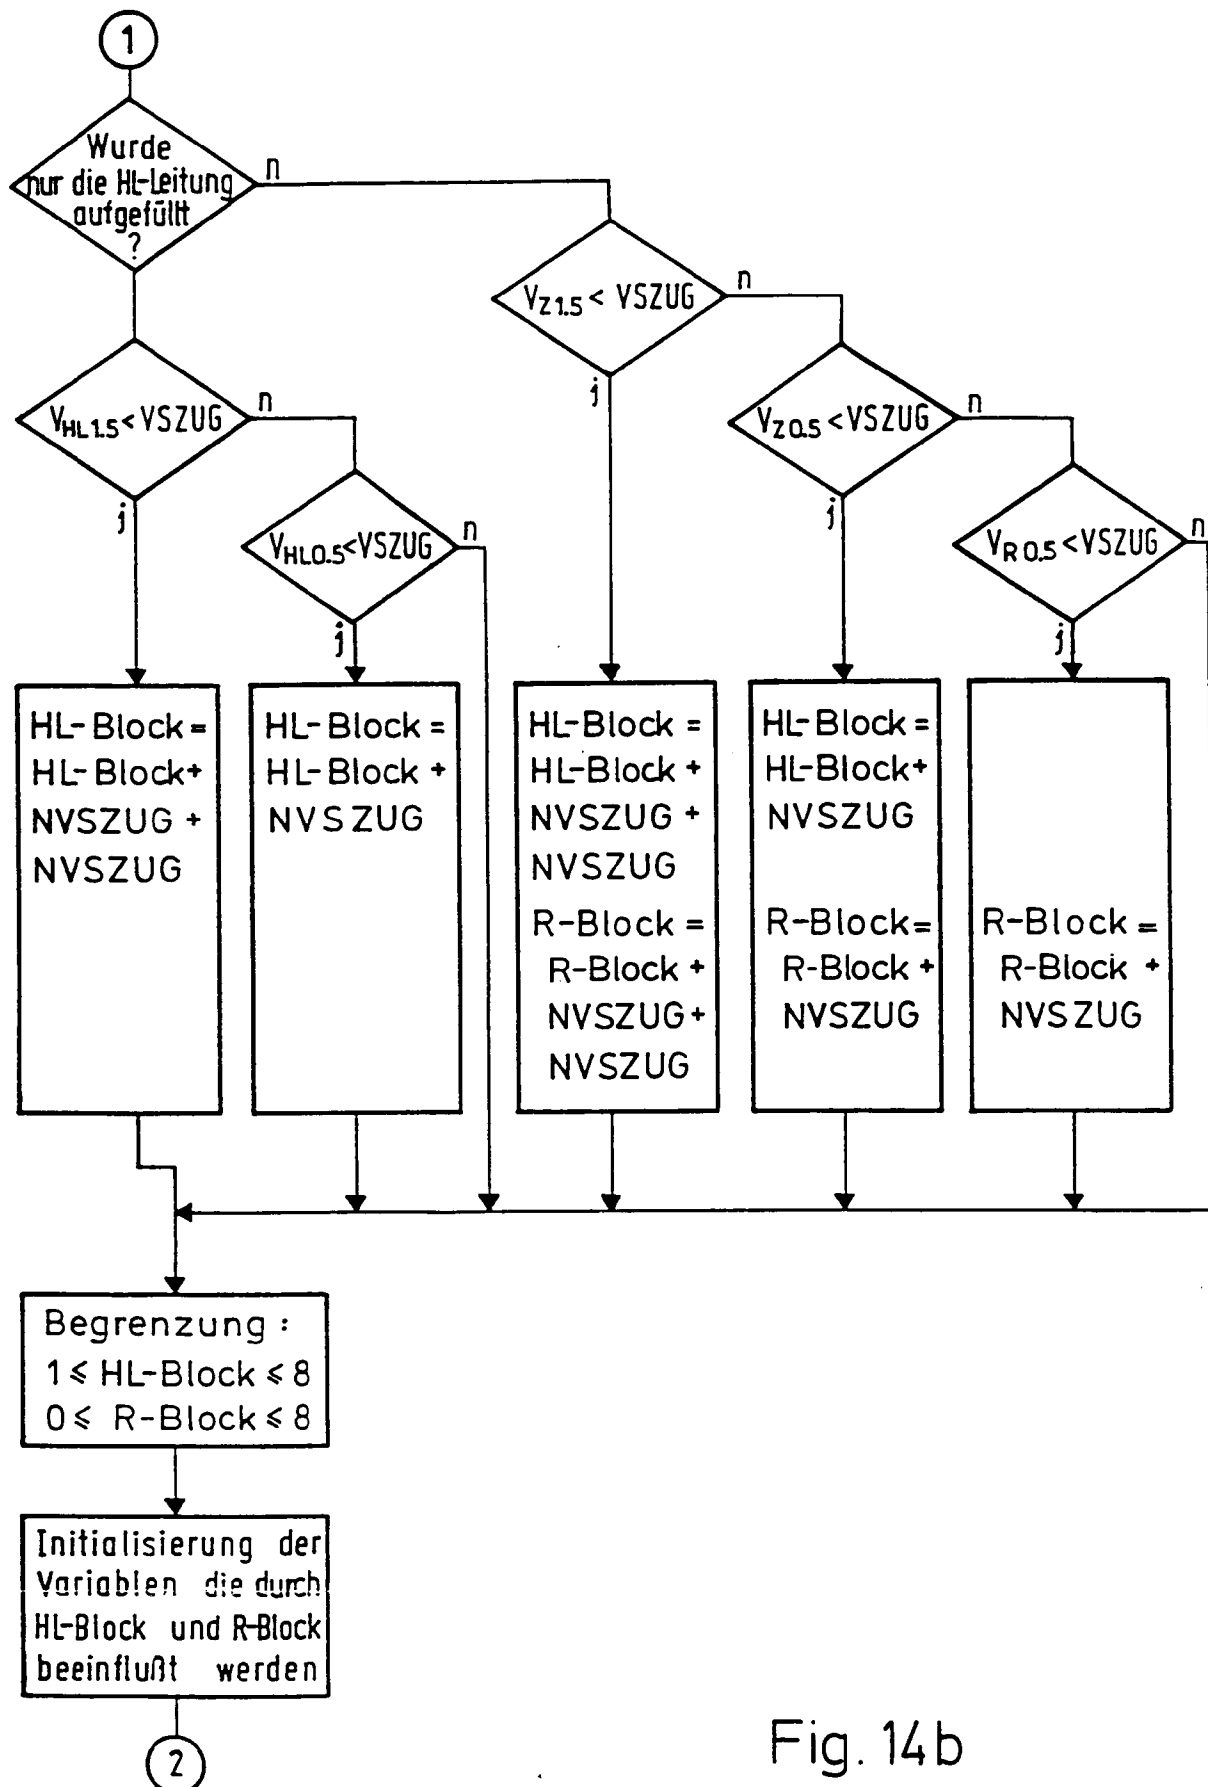 1
Wurde
nur die HL-Leitung
aufgefüllt
?
n
V_Z1.5 < VSZUG
n
j
V_HL1.5 < VSZUG
n
j
V_Z0.5 < VSZUG
n
j
V_HL0.5 < VSZUG
n
j
V_R0.5 < VSZUG
n
j
HL-Block =
HL-Block +
NVSZUG +
NVSZUG
HL-Block =
HL-Block +
NVSZUG
HL-Block =
HL-Block +
NVSZUG +
NVSZUG
R-Block =
R-Block +
NVSZUG +
NVSZUG
HL-Block =
HL-Block +
NVSZUG
R-Block =
R-Block +
NVSZUG
R-Block =
R-Block +
NVSZUG
Begrenzung :
1 ≤ HL-Block ≤ 8
0 ≤ R-Block ≤ 8
Initialisierung der
Variablen die durch
HL-Block und R-Block
beeinflußt werden
2
Fig. 14b